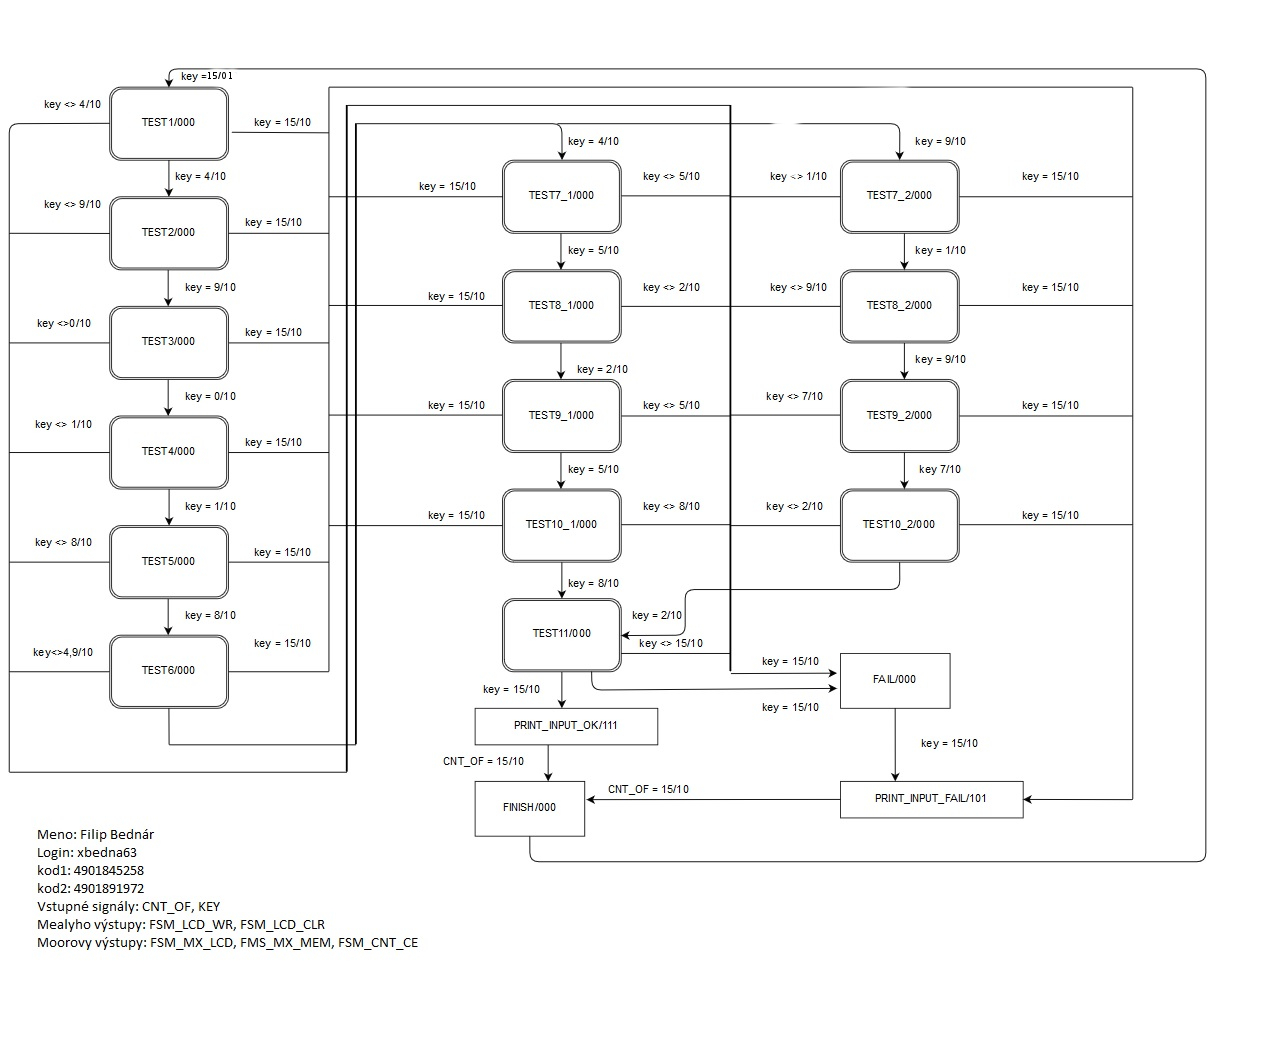 key =15/01
key <> 4/10
TEST1/000
key = 15/10
key = 4/10
key <> 9/10
TEST2/000
key = 15/10
key = 9/10
key <>0/10
TEST3/000
key = 15/10
key = 0/10
key <> 1/10
TEST4/000
key = 15/10
key = 1/10
key <> 8/10
TEST5/000
key = 15/10
key = 8/10
key<>4,9/10
TEST6/000
key = 15/10
key = 4/10
key = 15/10
TEST7_1/000
key <> 5/10
key = 5/10
key = 15/10
TEST8_1/000
key <> 2/10
key = 2/10
key = 15/10
TEST9_1/000
key <> 5/10
key = 5/10
key = 15/10
TEST10_1/000
key <> 8/10
key = 8/10
key = 9/10
key <> 1/10
TEST7_2/000
key = 15/10
key = 1/10
key <> 9/10
TEST8_2/000
key = 15/10
key = 9/10
key <> 7/10
TEST9_2/000
key = 15/10
key 7/10
key <> 2/10
TEST10_2/000
key = 15/10
key = 2/10
TEST11/000
key <> 15/10
key = 15/10
key = 15/10
key = 15/10
FAIL/000
PRINT_INPUT_OK/111
key = 15/10
CNT_OF = 15/10
FINISH/000
CNT_OF = 15/10
PRINT_INPUT_FAIL/101
Meno: Filip Bednár
Login: xbedna63
kod1: 4901845258
kod2: 4901891972
Vstupné signály: CNT_OF, KEY
Mealyho výstupy: FSM_LCD_WR, FSM_LCD_CLR
Moorovy výstupy: FSM_MX_LCD, FMS_MX_MEM, FSM_CNT_CE